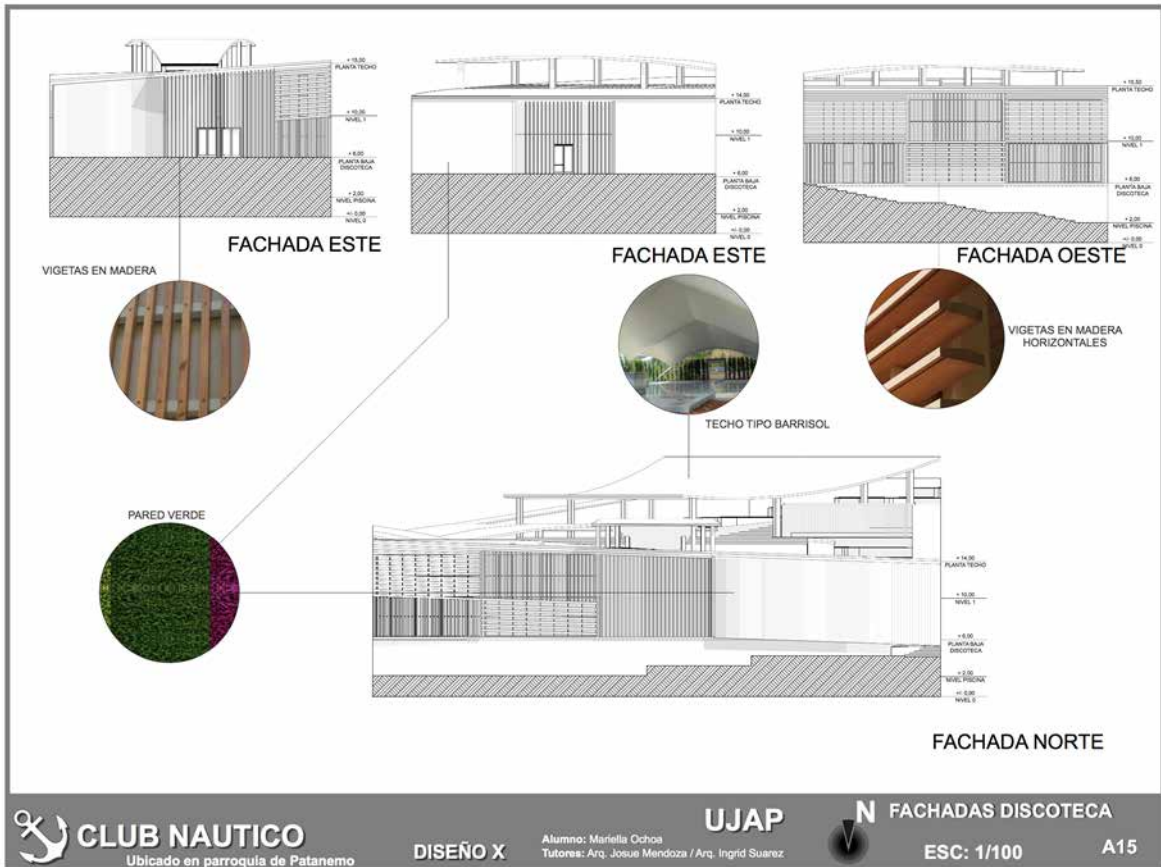 + 15,00
PLANTA TECHO
+ 10,00
NIVEL 1
+ 6,00
PLANTA BAJA
DISCOTECA
+ 2,00
NIVEL PISCINA
+/- 0,00
NIVEL 0
FACHADA ESTE
+ 14,00
PLANTA TECHO
+ 10,00
NIVEL 1
+ 6,00
PLANTA BAJA
DISCOTECA
+ 2,00
NIVEL PISCINA
+/- 0,00
NIVEL 0
FACHADA ESTE
+ 15,50
PLANTA TECHO
+ 10,00
NIVEL 1
+ 6,00
PLANTA BAJA
DISCOTECA
+ 2,00
NIVEL PISCINA
+/- 0,00
NIVEL 0
FACHADA OESTE
VIGETAS EN MADERA
VIGETAS EN MADERA
HORIZONTALES
TECHO TIPO BARRISOL
PARED VERDE
+ 14,00
PLANTA TECHO
+ 10,00
NIVEL 1
+ 6,00
PLANTA BAJA
DISCOTECA
+ 2,00
NIVEL PISCINA
+/- 0,00
NIVEL 0
FACHADA NORTE
CLUB NAUTICO
Ubicado en parroquia de Patanemo
DISEÑO X
UJAP
Alumno: Mariella Ochoa
Tutores: Arq. Josue Mendoza / Arq. Ingrid Suarez
N
FACHADAS DISCOTECA
ESC: 1/100
A15